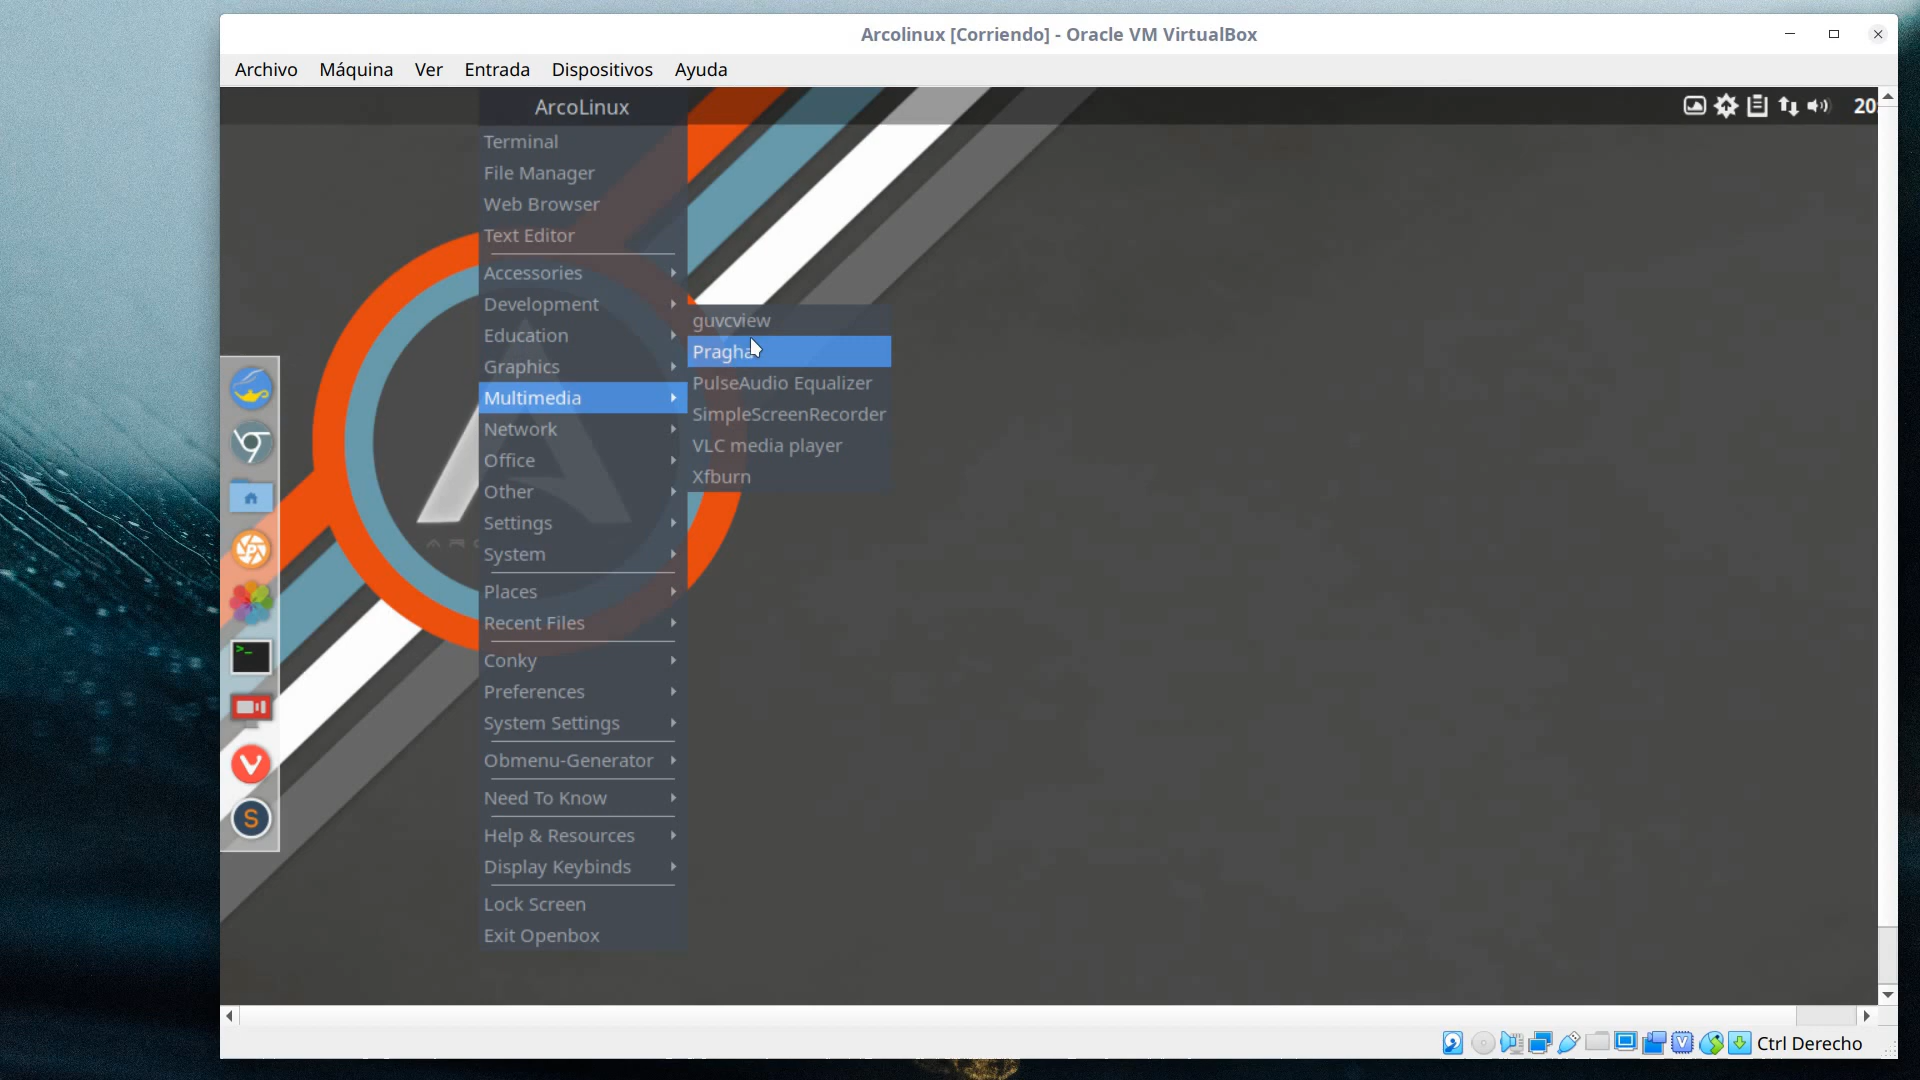 Arcolinux [Corriendo] - Oracle VM VirtualBox
Archivo Máquina Ver Entrada Dispositivos Ayuda
ArcoLinux
20
Terminal
File Manager
Web Browser
Text Editor
Accessories
Development
Education
Graphics
Multimedia
Network
Office
Other
Settings
System
Places
Recent Files
Conky
Preferences
System Settings
Obmenu-Generator
Need To Know
Help & Resources
Display Keybinds
Lock Screen
Exit Openbox
guvcview
Pragha
PulseAudio Equalizer
SimpleScreenRecorder
VLC media player
Xfburn
Ctrl Derecho